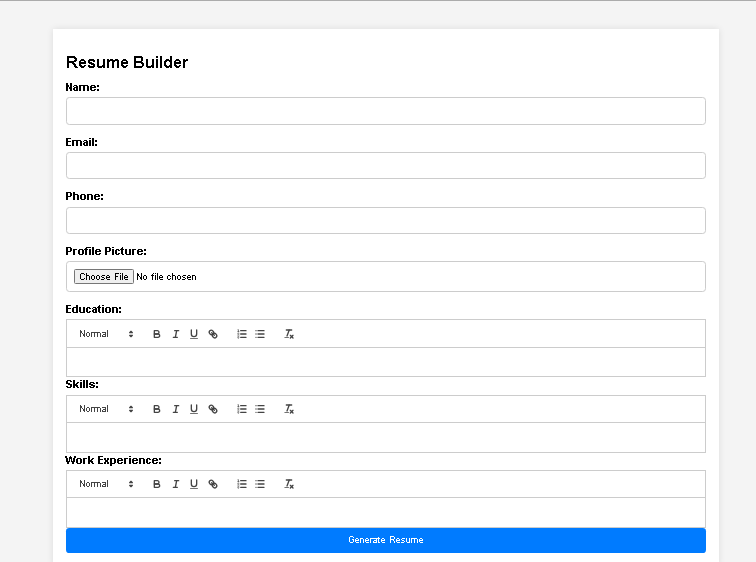 Resume Builder
Name:
Email:
Phone:
Profile Picture:
Choose File No file chosen
Education:
Normal
Skills:
Normal
Work Experience:
Normal
Generate Resume